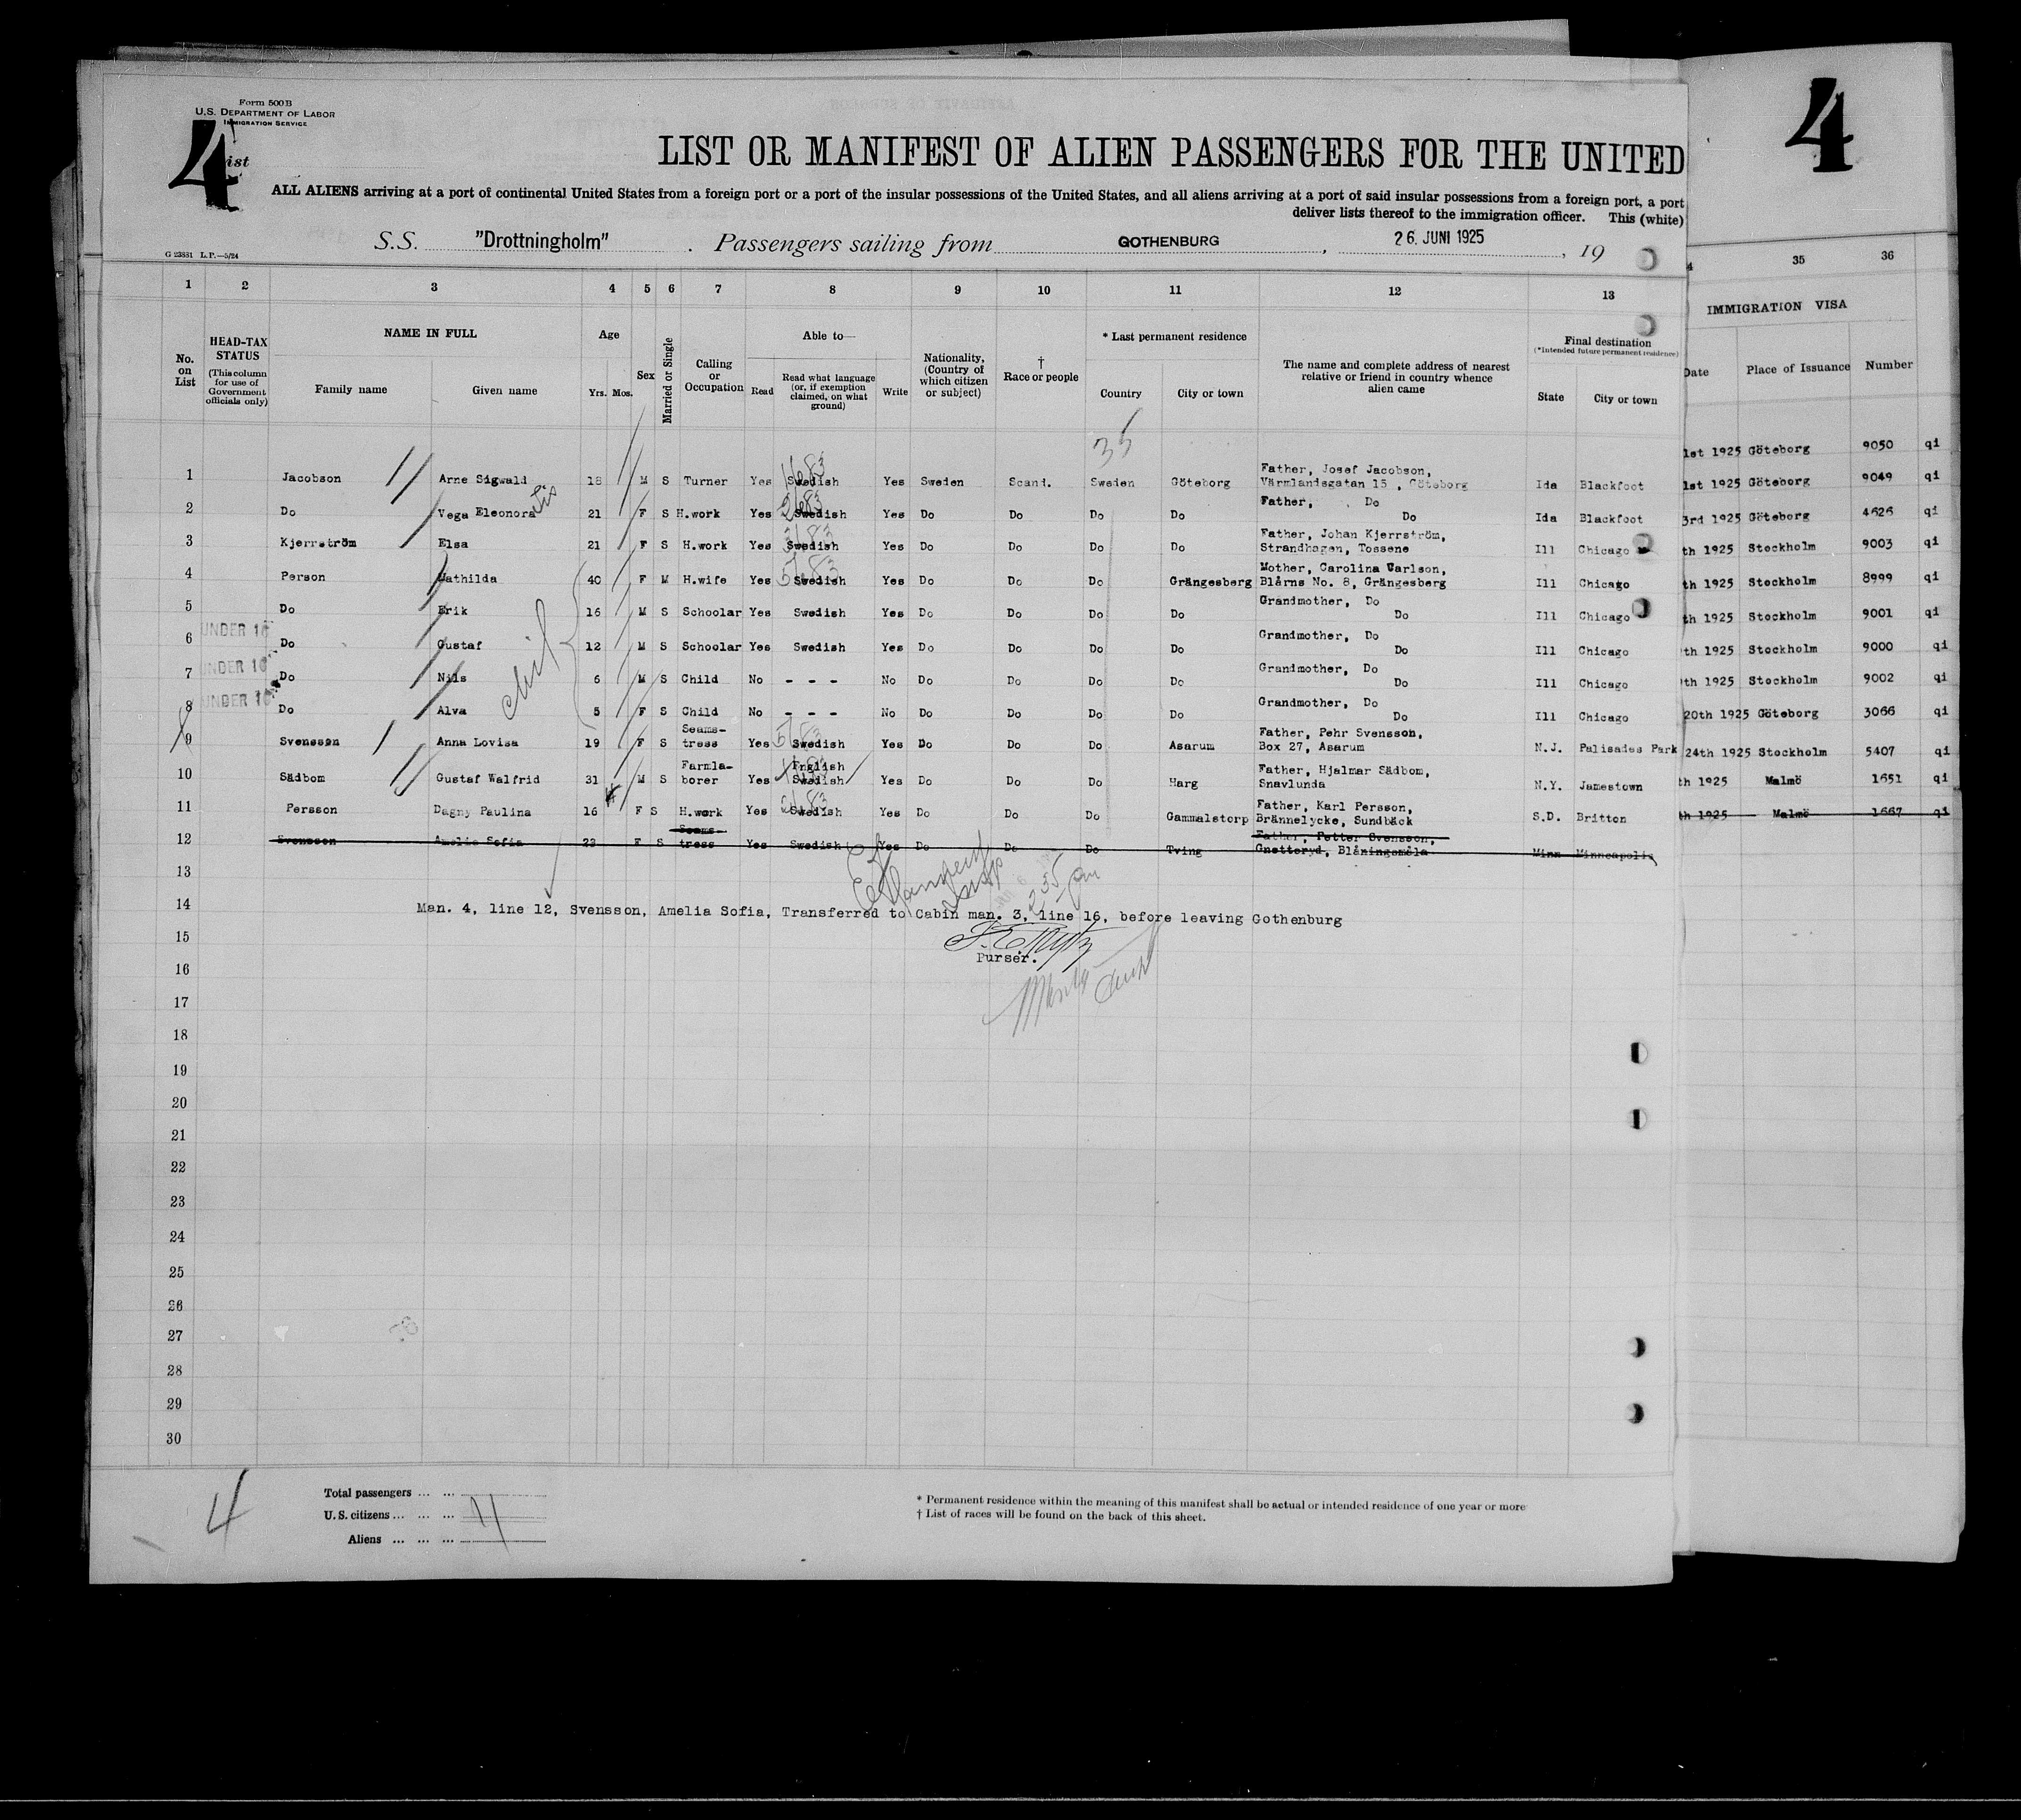 Form 500 B
U.S. DEPARTMENT OF LABOR
IMMIGRATION SERVICE
4
ist
LIST OR MANIFEST OF ALIEN PASSENGERS FOR THE UNITED
ALL ALIENS arriving at a port of continental United States from a foreign port or a port of the insular possessions of the United States, and all aliens arriving at a port of said insular possessions from a foreign port, a port
deliver lists thereof to the immigration officer. This (white)
S.S. "Drottningholm" . Passengers sailing from GOTHENBURG , 26. JUNI 1925 , 19
G 23881 L.P.—5/24
4
1 2 3 4 5 6 7 8 9 10 11 12 13
4 35 36
No. on List
HEAD-TAX STATUS
(This column for use of Government officials only)
NAME IN FULL
Family name Given name
Age
Yrs. Mos.
Sex
Married or Single
Calling or Occupation
Able to—
Read
Read what language (or, if exemption claimed, on what ground)
Write
Nationality, (Country of which citizen or subject)
† Race or people
* Last permanent residence
Country City or town
The name and complete address of nearest relative or friend in country whence alien came
Final destination
(*Intended future permanent residence)
State City or town
IMMIGRATION VISA
Date Place of Issuance Number
35
1st 1925 Göteborg 9050 qi
1 Jacobson Arne Sigwald 18 M S Turner Yes Swedish Yes Sweden Scand. Sweden Göteborg Father, Josef Jacobson, Värmlandsgatan 15 , Göteborg Ida Blackfoot
1st 1925 Göteborg 9049 qi
2 Do Vega Eleonora 21 F S H.work Yes Swedish Yes Do Do Do Do Father, Do Do Ida Blackfoot
3rd 1925 Göteborg 4626 qi
3 Kjerrström Elsa 21 F S H.work Yes Swedish Yes Do Do Do Do Father, Johan Kjerrström, Strandhagen, Tossene Ill Chicago
th 1925 Stockholm 9003 qi
4 Person Mathilda 40 F M H.wife Yes Swedish Yes Do Do Do Grängesberg Mother, Carolina Carlson, Blårns No. 8, Grängesberg Ill Chicago
th 1925 Stockholm 8999 qi
5 Do Erik 16 M S Schoolar Yes Swedish Yes Do Do Do Do Grandmother, Do Do Ill Chicago
th 1925 Stockholm 9001 qi
UNDER 16
6 Do Gustaf 12 M S Schoolar Yes Swedish Yes Do Do Do Do Grandmother, Do Do Ill Chicago
th 1925 Stockholm 9000 qi
UNDER 16
7 Do Nils 6 M S Child No - - - No Do Do Do Do Grandmother, Do Do Ill Chicago
th 1925 Stockholm 9002 qi
UNDER 16
8 Do Alva 5 F S Child No - - - No Do Do Do Do Grandmother, Do Do Ill Chicago
20th 1925 Göteborg 3066 qi
9 Svensson Anna Lovisa 19 F S Seams-tress Yes Swedish Yes Do Do Do Asarum Father, Pehr Svensson, Box 27, Asarum N.J. Palisades Park
24th 1925 Stockholm 5407 qi
10 Sädbom Gustaf Walfrid 31 M S Farmla-borer Yes English Swedish Yes Do Do Do Harg Father, Hjalmar Sädbom, Snavlunda N.Y. Jamestown
th 1925 Malmö 1651 qi
11 Persson Dagny Paulina 16 F S H.work Yes Swedish Yes Do Do Do Gammalstorp Father, Karl Persson, Brännelycke, Sundbäck S.D. Britton
th 1925 Malmö 1667 qi
12 Svensson Amelia Sofia 23 F S Seams-tress Yes Swedish Yes Do Do Do Tving Father, Petter Svensson, Gnetteryd, Blåningsmåla Minn Minneapolis
13
14 Man. 4, line 12, Svensson, Amelia Sofia, Transferred to Cabin man. 3, line 16, before leaving Gothenburg
15
Purser.
16
17
18
19
20
21
22
23
24
25
26
27
28
29
30
4
Total passengers ... ...
U.S. citizens ... ... ... 11
Aliens ... ... ...
* Permanent residence within the meaning of this manifest shall be actual or intended residence of one year or more
† List of races will be found on the back of this sheet.